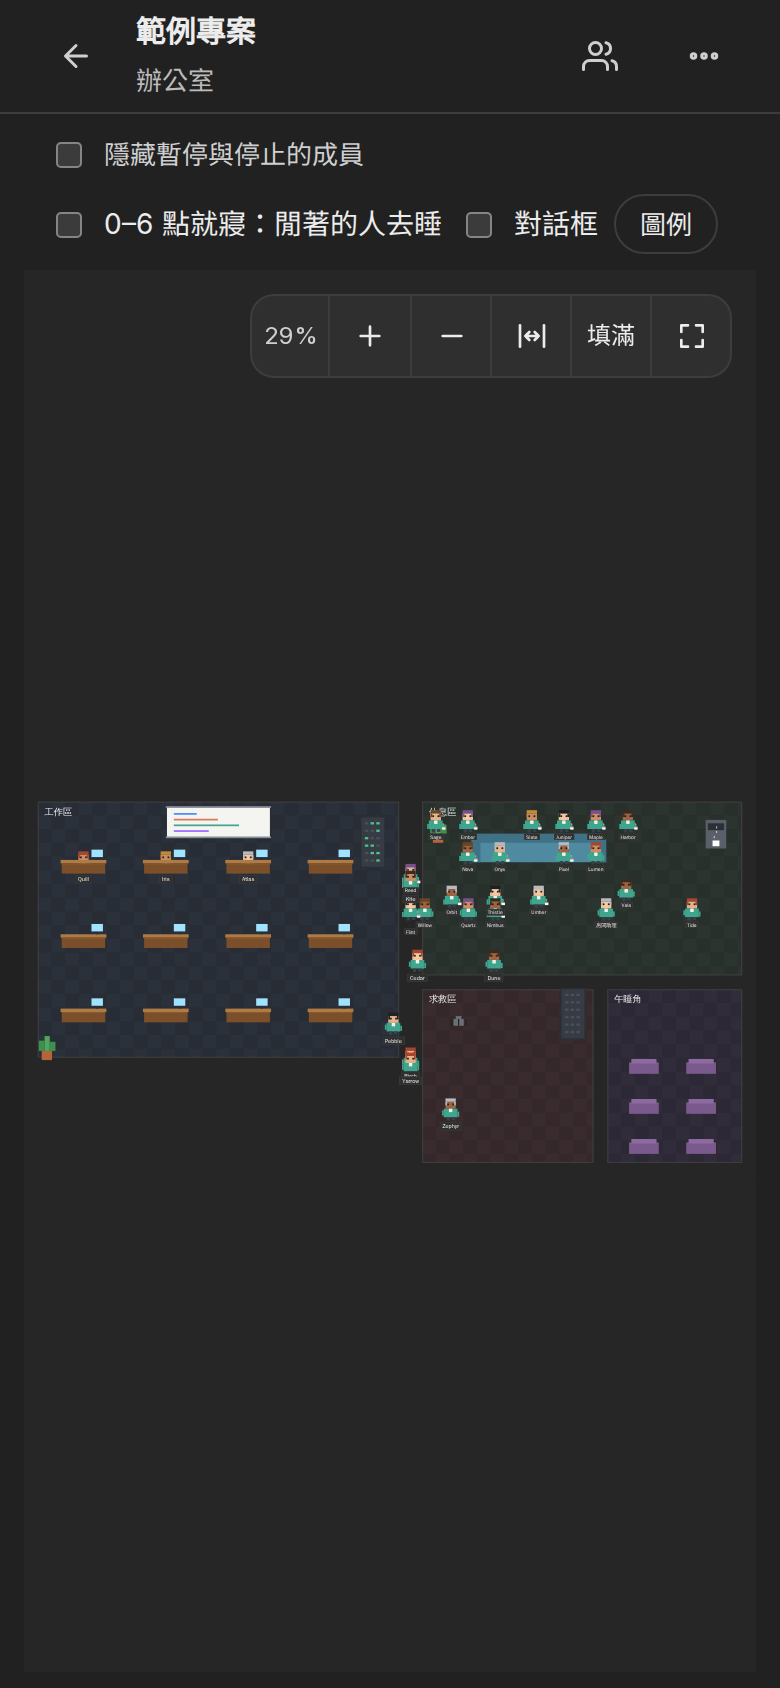 範例專案
辦公室
隱藏暫停與停止的成員
0–6 點就寢：閒著的人去睡 對話框 圖例
29% 填滿
工作區
Quill Iris Atlas
Sage Ember Slate Juniper Maple Harbor
Nova Onyx Pixel Lumen
Reed
Kite
Flint Willow Orbit Quartz Thistle Nimbus Umber Vale Tide
Cedar Dune
Pebble
Yarrow
求救區
Zephyr
午睡角